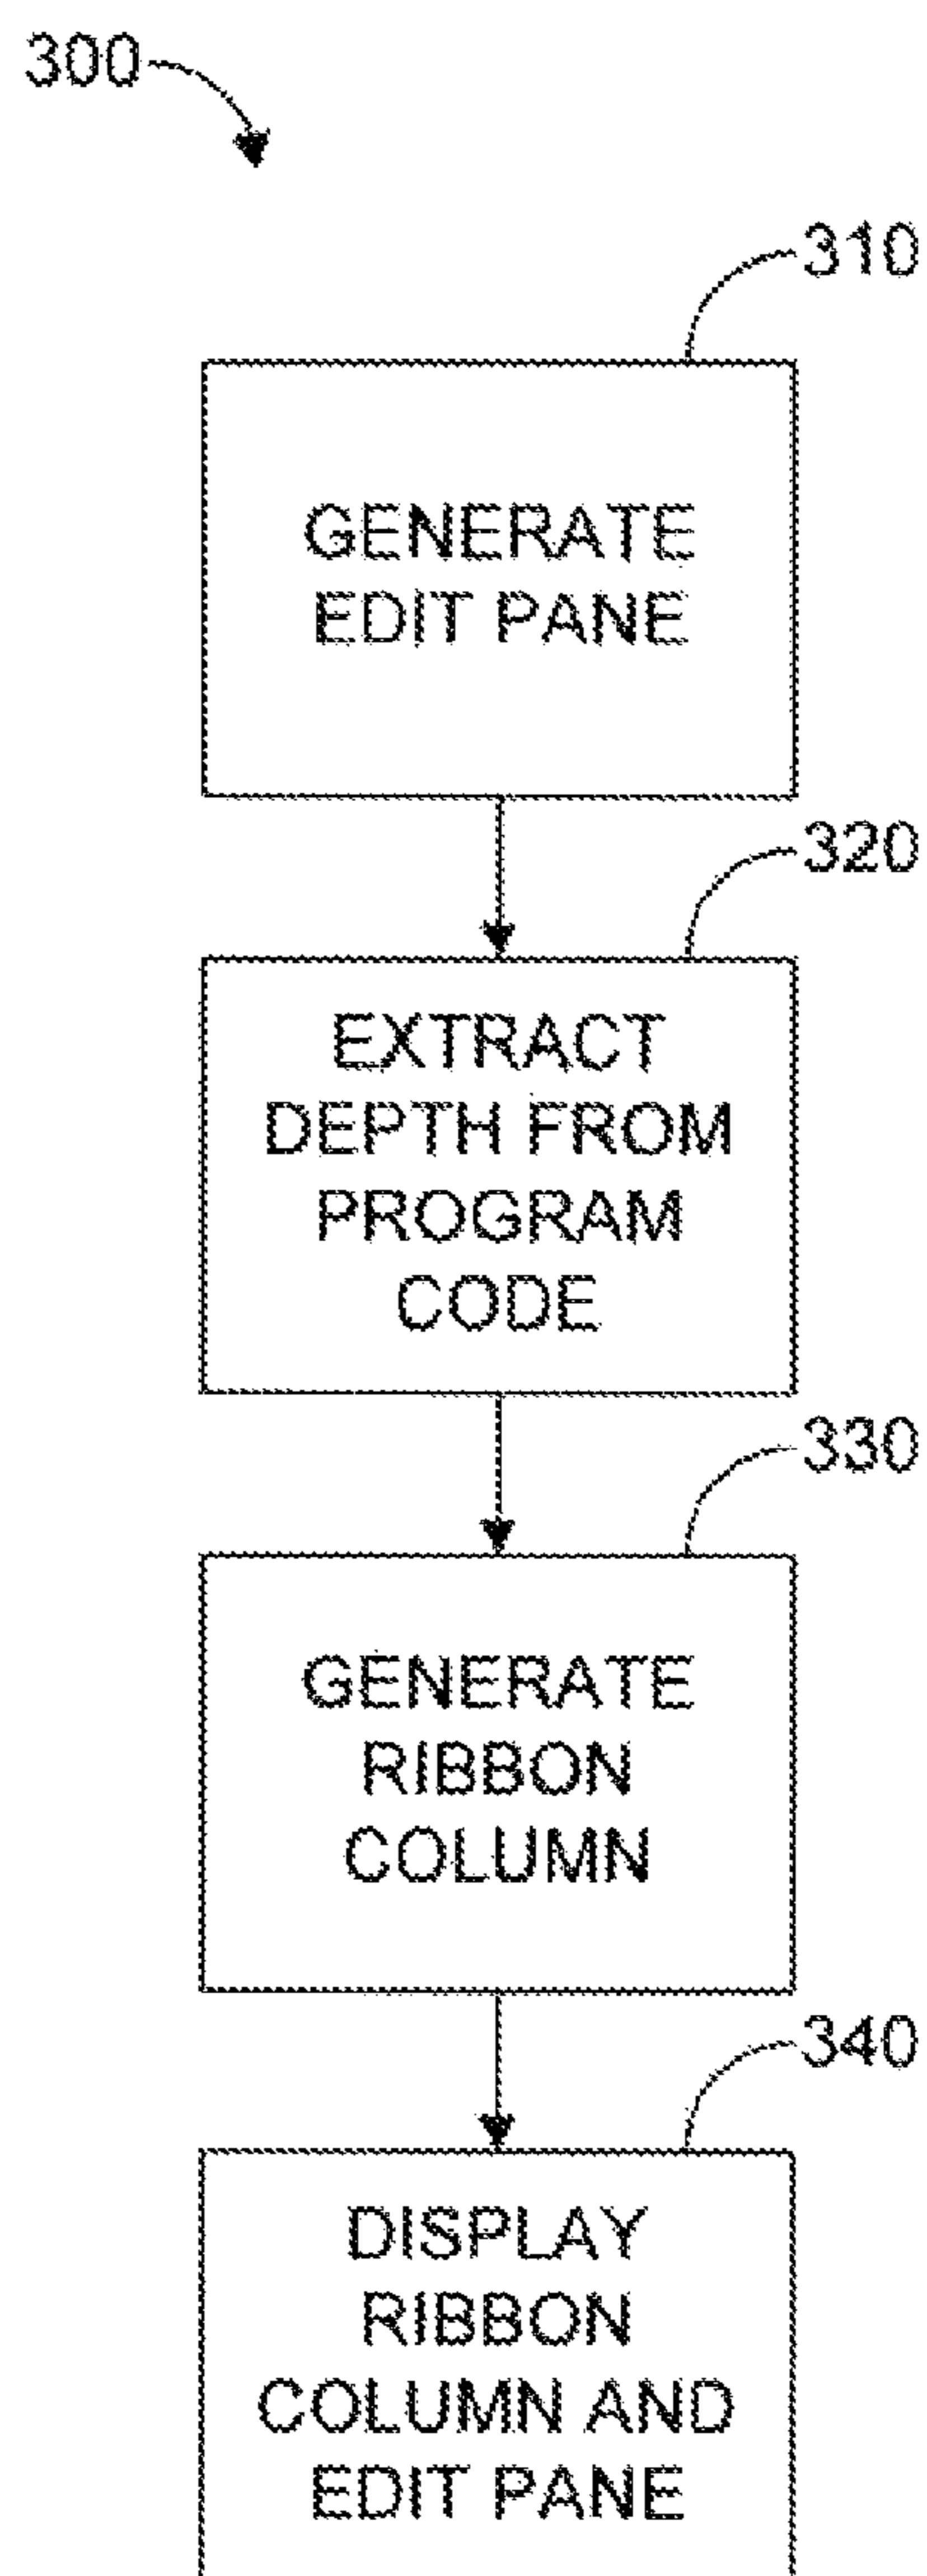 300
310
GENERATE
EDIT PANE
320
EXTRACT
DEPTH FROM
PROGRAM
CODE
330
GENERATE
RIBBON
COLUMN
340
DISPLAY
RIBBON
COLUMN AND
EDIT PANE